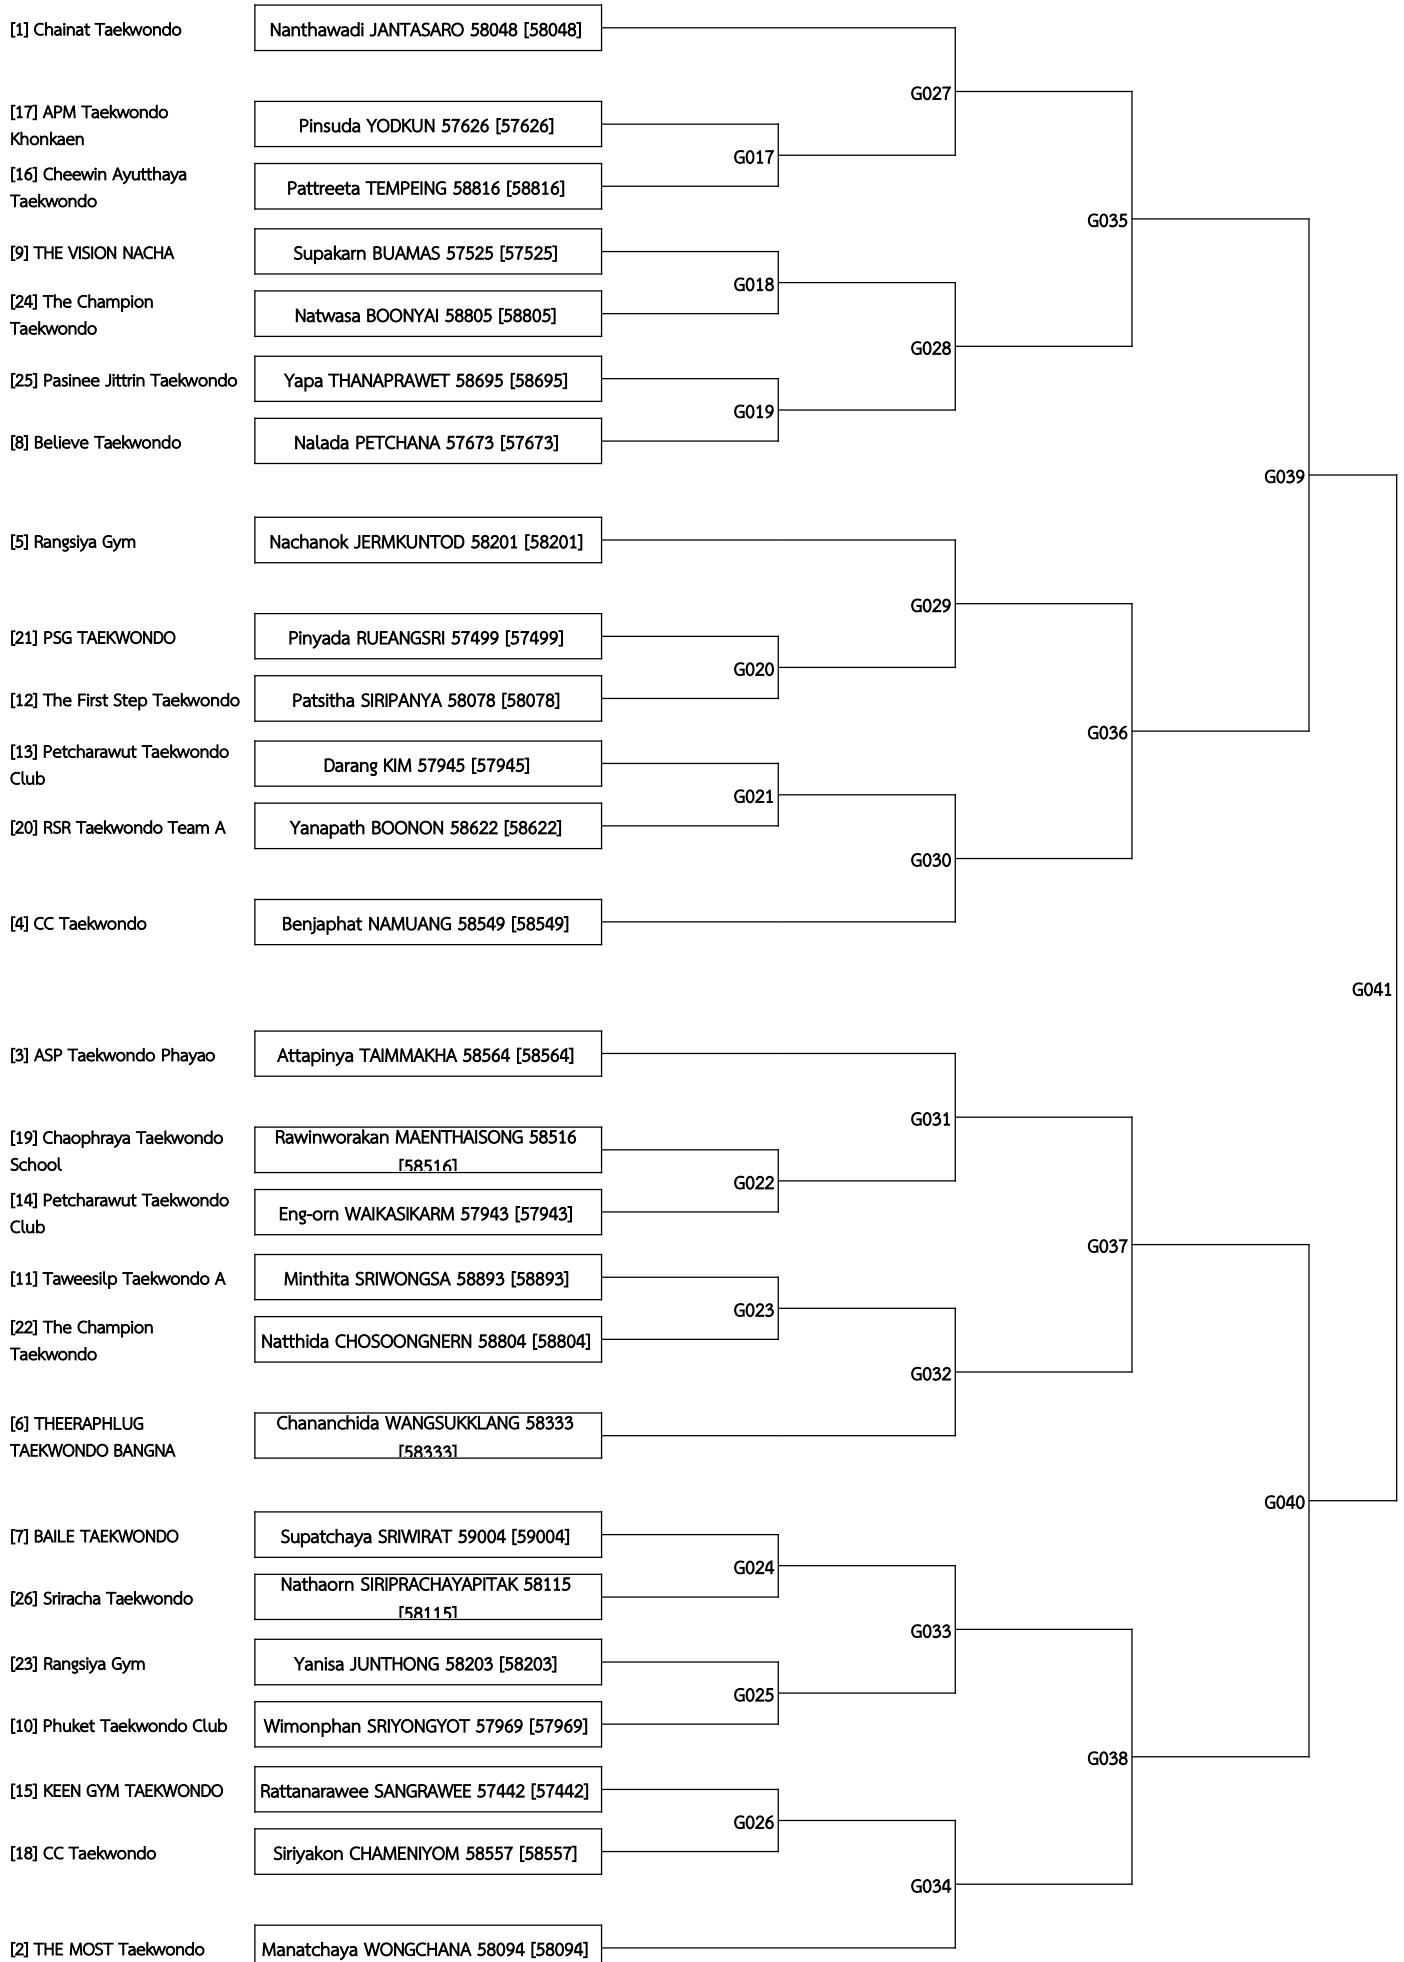 [1] Chainat Taekwondo
Nanthawadi JANTASARO 58048 [58048]
G027
[17] APM Taekwondo
Khonkaen
Pinsuda YODKUN 57626 [57626]
G017
[16] Cheewin Ayutthaya
Taekwondo
Pattreeta TEMPEING 58816 [58816]
G035
[9] THE VISION NACHA
Supakarn BUAMAS 57525 [57525]
G018
[24] The Champion
Taekwondo
Natwasa BOONYAI 58805 [58805]
G028
[25] Pasinee Jittrin Taekwondo
Yapa THANAPRAWET 58695 [58695]
G019
[8] Believe Taekwondo
Nalada PETCHANA 57673 [57673]
G039
[5] Rangsiya Gym
Nachanok JERMKUNTOD 58201 [58201]
G029
[21] PSG TAEKWONDO
Pinyada RUEANGSRI 57499 [57499]
G020
[12] The First Step Taekwondo
Patsitha SIRIPANYA 58078 [58078]
G036
[13] Petcharawut Taekwondo
Club
Darang KIM 57945 [57945]
G021
[20] RSR Taekwondo Team A
Yanapath BOONON 58622 [58622]
G030
[4] CC Taekwondo
Benjaphat NAMUANG 58549 [58549]
G041
[3] ASP Taekwondo Phayao
Attapinya TAIMMAKHA 58564 [58564]
G031
[19] Chaophraya Taekwondo
School
Rawinworakan MAENTHAISONG 58516
[58516]
G022
[14] Petcharawut Taekwondo
Club
Eng-orn WAIKASIKARM 57943 [57943]
G037
[11] Taweesilp Taekwondo A
Minthita SRIWONGSA 58893 [58893]
G023
[22] The Champion
Taekwondo
Natthida CHOSOONGNERN 58804 [58804]
G032
[6] THEERAPHLUG
TAEKWONDO BANGNA
Chananchida WANGSUKKLANG 58333
[58333]
G040
[7] BAILE TAEKWONDO
Supatchaya SRIWIRAT 59004 [59004]
G024
[26] Sriracha Taekwondo
Nathaorn SIRIPRACHAYAPITAK 58115
[58115]
G033
[23] Rangsiya Gym
Yanisa JUNTHONG 58203 [58203]
G025
[10] Phuket Taekwondo Club
Wimonphan SRIYONGYOT 57969 [57969]
G038
[15] KEEN GYM TAEKWONDO
Rattanarawee SANGRAWEE 57442 [57442]
G026
[18] CC Taekwondo
Siriyakon CHAMENIYOM 58557 [58557]
G034
[2] THE MOST Taekwondo
Manatchaya WONGCHANA 58094 [58094]